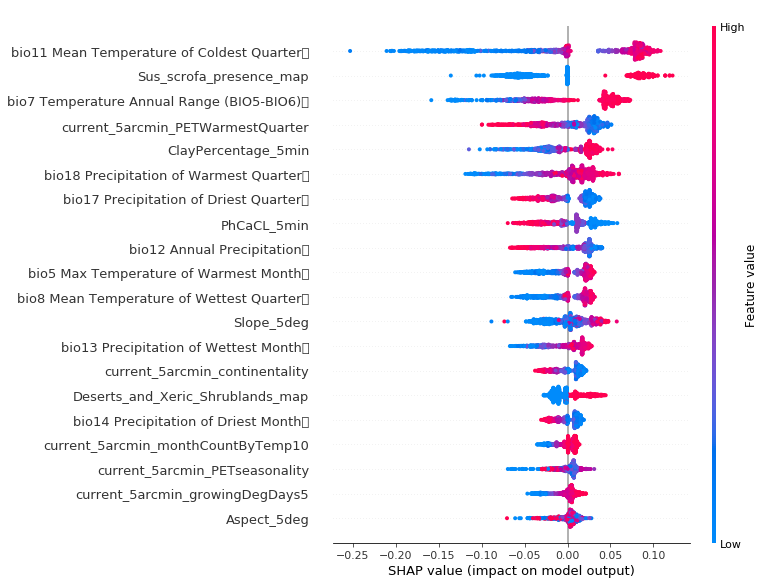 High
bio11 Mean Temperature of Coldest Quarter
Sus_scrofa_presence_map
bio7 Temperature Annual Range (BIO5-BIO6)
current_5arcmin_PETWarmestQuarter
ClayPercentage_5min
bio18 Precipitation of Warmest Quarter
bio17 Precipitation of Driest Quarter
PhCaCL_5min
bio12 Annual Precipitation
bio5 Max Temperature of Warmest Month
bio8 Mean Temperature of Wettest Quarter
Slope_5deg
bio13 Precipitation of Wettest Month
current_5arcmin_continentality
Deserts_and_Xeric_Shrublands_map
bio14 Precipitation of Driest Month
current_5arcmin_monthCountByTemp10
current_5arcmin_PETseasonality
current_5arcmin_growingDegDays5
Aspect_5deg
Feature value
Low
−0.25 −0.20 −0.15 −0.10 −0.05 0.00 0.05 0.10
SHAP value (impact on model output)